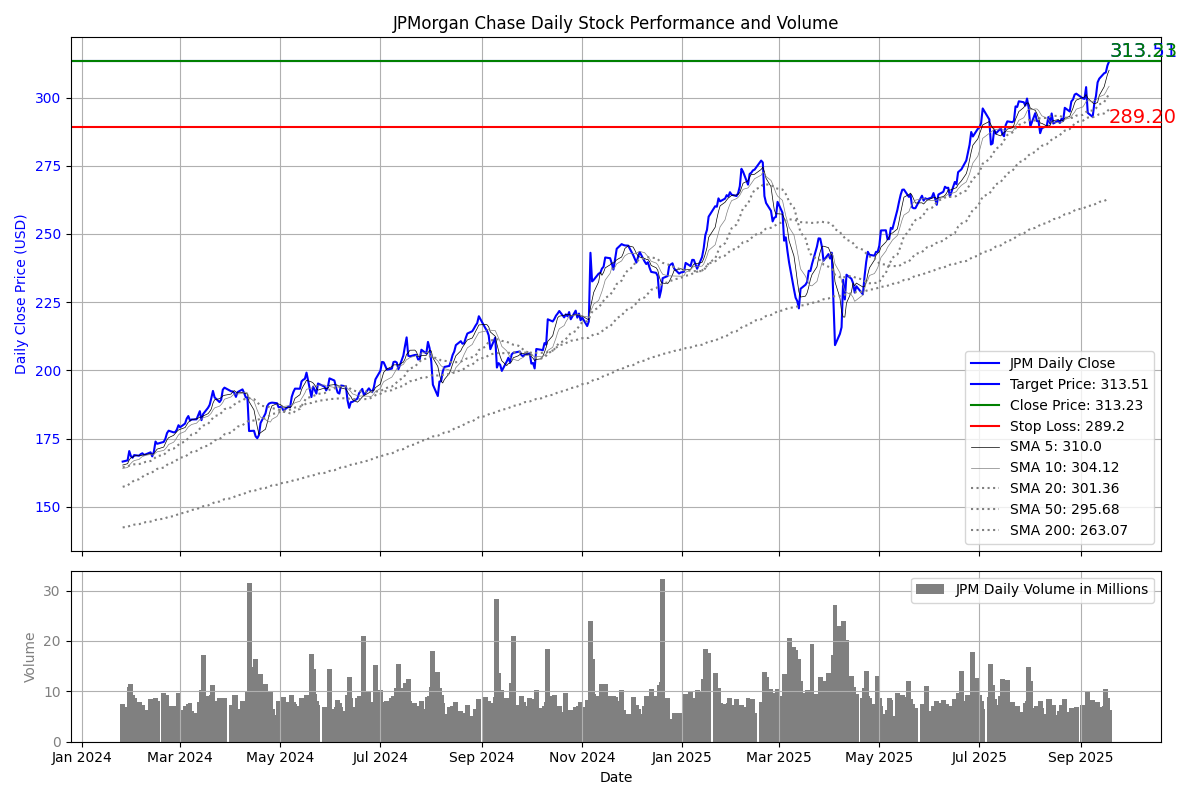 JPMorgan Chase Daily Stock Performance and Volume
313.51
313.23
300
289.20
275
250
225
200
175
150
Daily Close Price (USD)
JPM Daily Close
Target Price: 313.51
Close Price: 313.23
Stop Loss: 289.2
SMA 5: 310.0
SMA 10: 304.12
SMA 20: 301.36
SMA 50: 295.68
SMA 200: 263.07
30
20
10
0
Volume
JPM Daily Volume in Millions
Jan 2024 Mar 2024 May 2024 Jul 2024 Sep 2024 Nov 2024 Jan 2025 Mar 2025 May 2025 Jul 2025 Sep 2025
Date